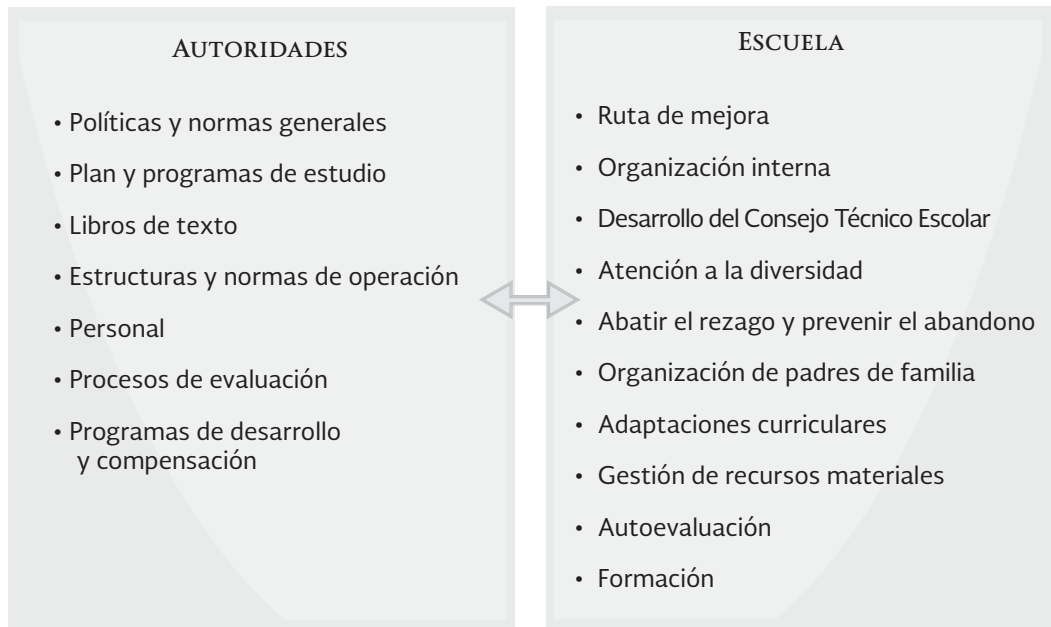 AUTORIDADES
• Políticas y normas generales
• Plan y programas de estudio
• Libros de texto
• Estructuras y normas de operación
• Personal
• Procesos de evaluación
• Programas de desarrollo
y compensación
ESCUELA
• Ruta de mejora
• Organización interna
• Desarrollo del Consejo Técnico Escolar
• Atención a la diversidad
• Abatir el rezago y prevenir el abandono
• Organización de padres de familia
• Adaptaciones curriculares
• Gestión de recursos materiales
• Autoevaluación
• Formación